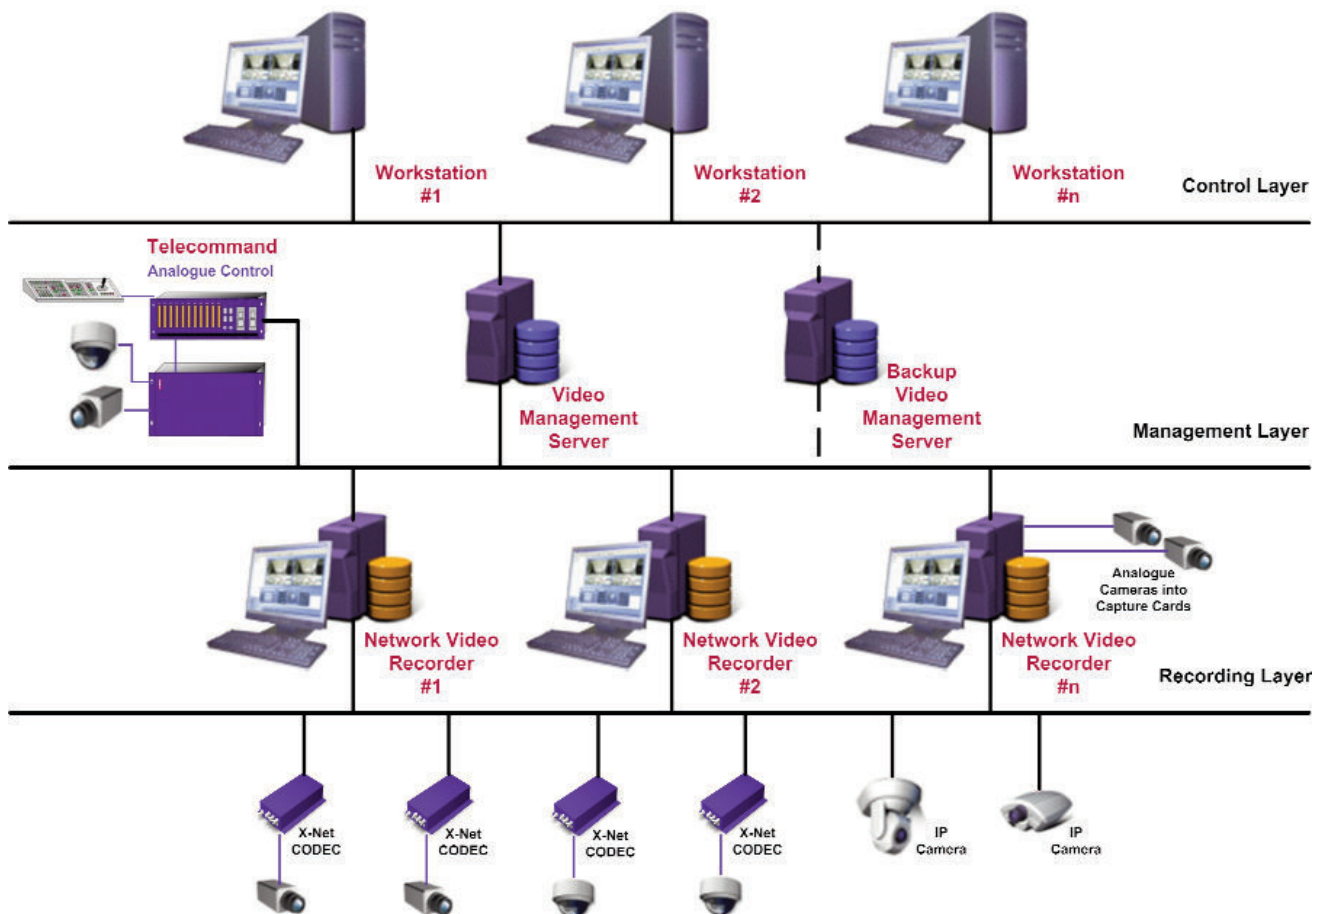 Workstation
#1
Workstation
#2
Workstation
#n
Control Layer
Telecommand
Analogue Control
Video
Management
Server
Backup
Video
Management
Server
Management Layer
Analogue
Cameras into
Capture Cards
Network Video
Recorder
#1
Network Video
Recorder
#2
Network Video
Recorder
#n
Recording Layer
X-Net
CODEC
X-Net
CODEC
X-Net
CODEC
X-Net
CODEC
IP
Camera
IP
Camera